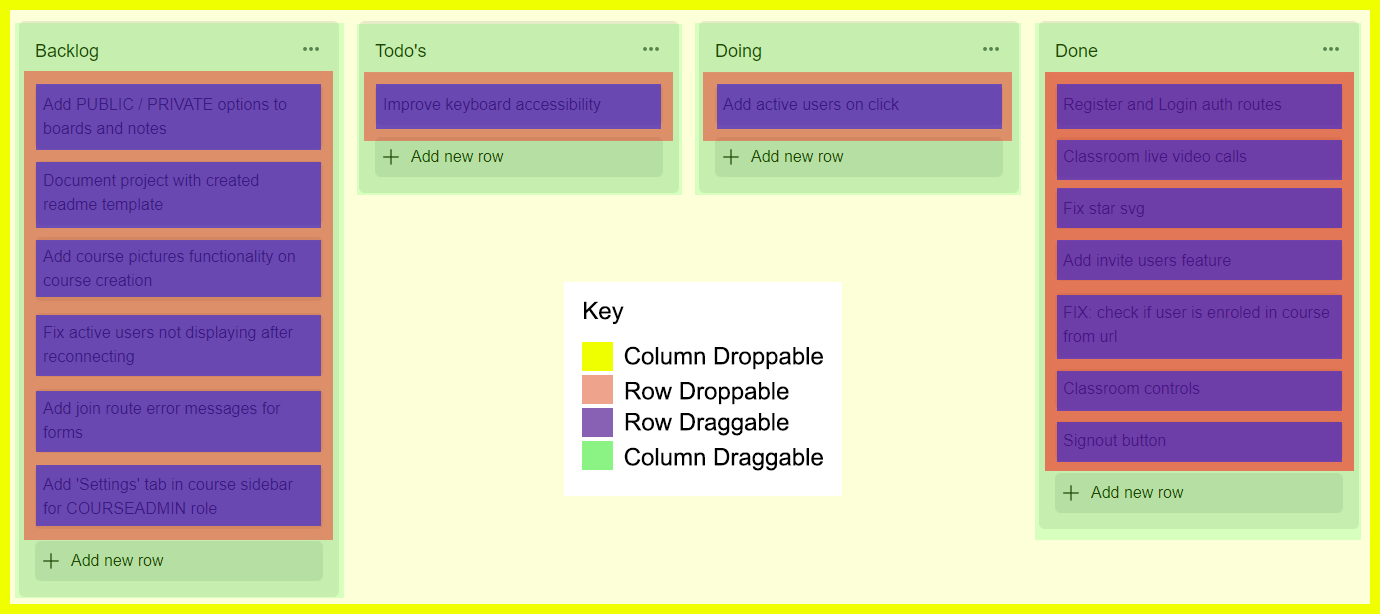 Backlog
Add PUBLIC / PRIVATE options to
boards and notes
Document project with created
readme template
Add course pictures functionality on
course creation
Fix active users not displaying after
reconnecting
Add join route error messages for
forms
Add 'Settings' tab in course sidebar
for COURSEADMIN role
+ Add new row
Todo's
Improve keyboard accessibility
+ Add new row
Doing
Add active users on click
+ Add new row
Done
Register and Login auth routes
Classroom live video calls
Fix star svg
Add invite users feature
FIX: check if user is enroled in course
from url
Classroom controls
Signout button
+ Add new row
Key
Column Droppable
Row Droppable
Row Draggable
Column Draggable